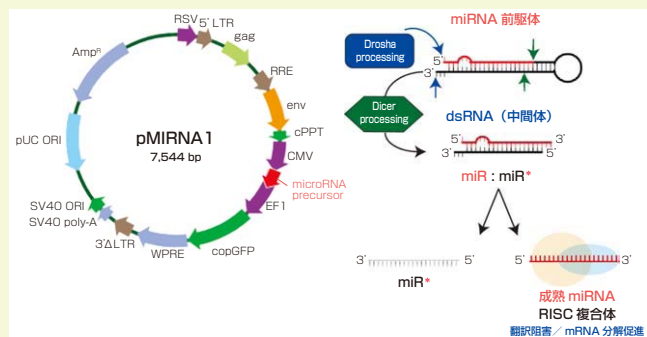 RSV
5' LTR
gag
RRE
env
cPPT
CMV
microRNA
precursor
EF1
copGFP
WPRE
3'ΔLTR
SV40 poly-A
SV40 ORI
pUC ORI
Amp^R
pMIRNA1
7,544 bp
miRNA 前駆体
Drosha
processing
5'
3'
Dicer
processing
dsRNA（中間体）
5' 3'
3' 5'
miR : miR*
3' 5'
miR*
5' 3'
成熟 miRNA
RISC 複合体
翻訳阻害／ mRNA 分解促進